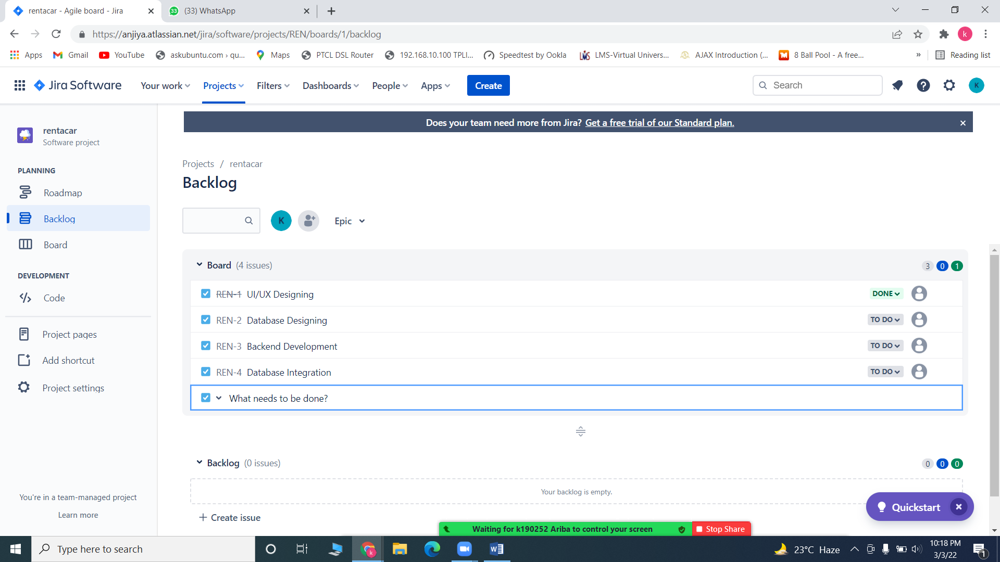 rentacar - Agile board - Jira
33 (33) WhatsApp
https://anjiya.atlassian.net/jira/software/projects/REN/boards/1/backlog
k
Apps Gmail YouTube askubuntu.com › qu... Maps PTCL DSL Router 192.168.10.100 TPLI... Speedtest by Ookla LMS-Virtual Univers... AJAX Introduction (... 8 Ball Pool - A free... » Reading list
Jira Software Your work Projects Filters Dashboards People Apps Create Search K
Does your team need more from Jira? Get a free trial of our Standard plan.
rentacar
Software project
PLANNING
Roadmap
Backlog
Board
DEVELOPMENT
Code
Project pages
Add shortcut
Project settings
You're in a team-managed project
Learn more
Projects / rentacar
Backlog
K Epic
Board (4 issues) 3 0 1
REN-1 UI/UX Designing DONE
REN-2 Database Designing TO DO
REN-3 Backend Development TO DO
REN-4 Database Integration TO DO
What needs to be done?
Backlog (0 issues) 0 0 0
Your backlog is empty.
+ Create issue
Quickstart
Waiting for k190252 Ariba to control your screen Stop Share
Type here to search
23°C Haze
10:18 PM
3/3/22
1